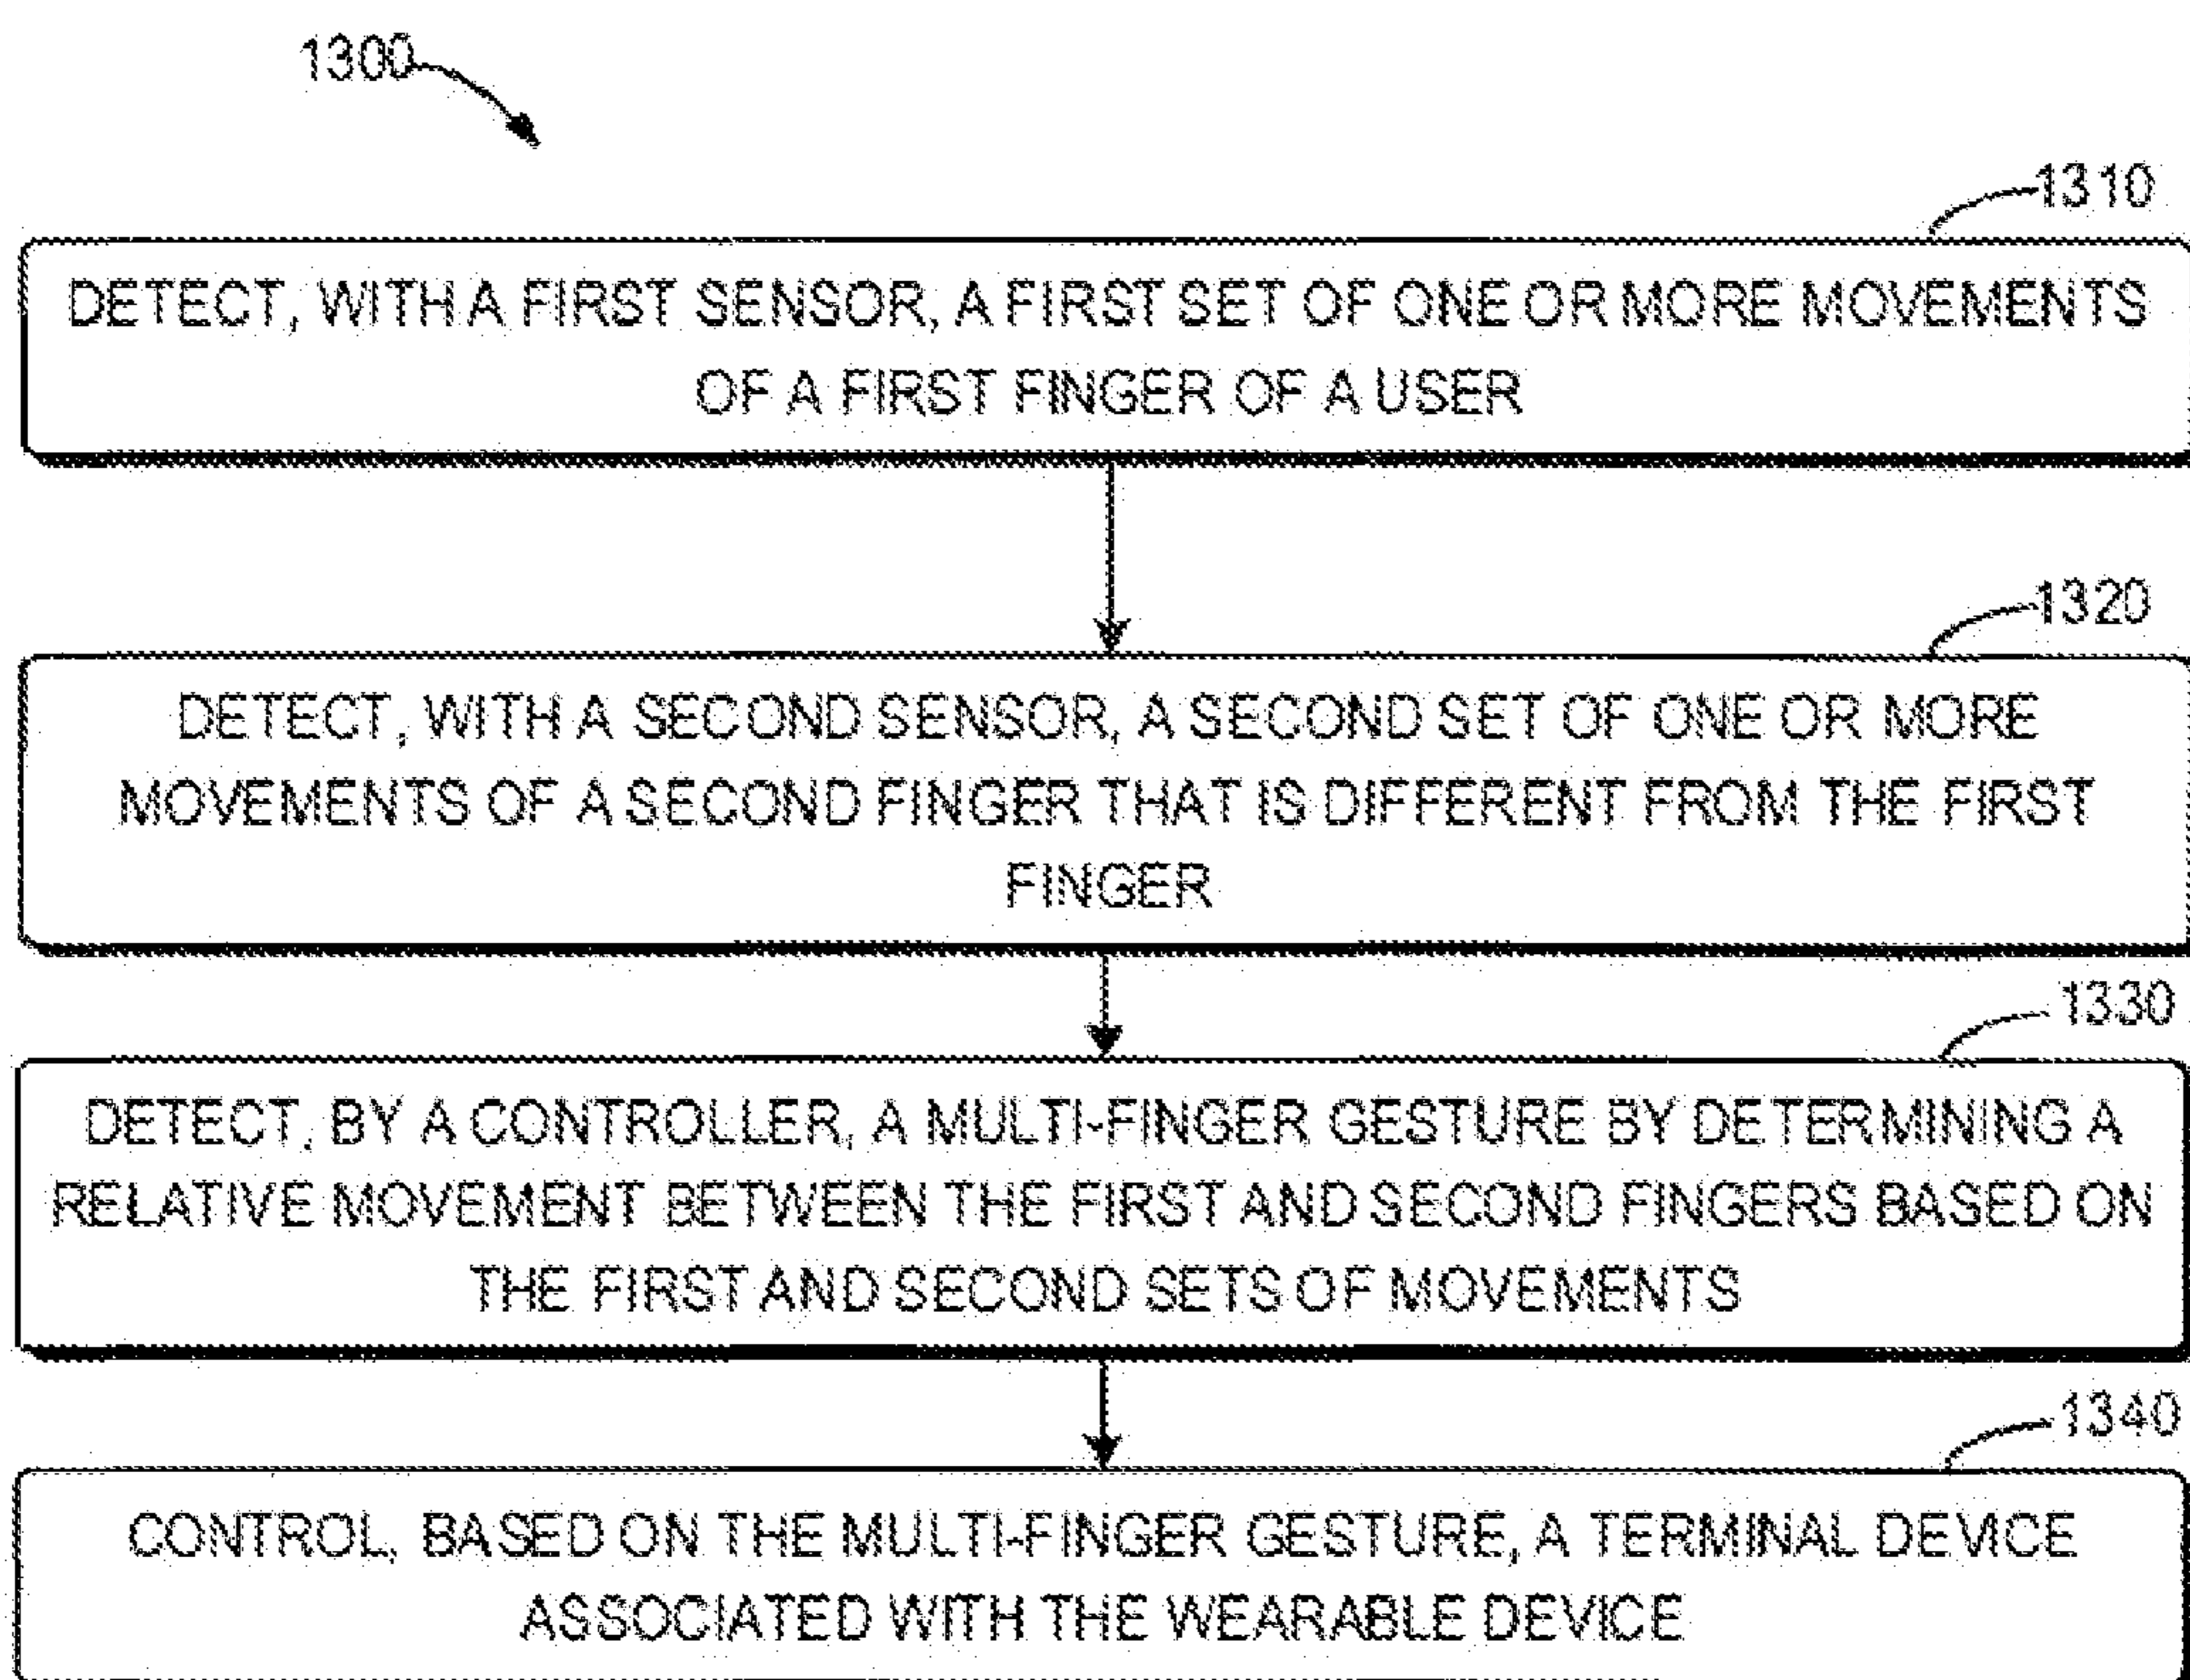 1300
1310
DETECT, WITH A FIRST SENSOR, A FIRST SET OF ONE OR MORE MOVEMENTS
OF A FIRST FINGER OF A USER
1320
DETECT, WITH A SECOND SENSOR, A SECOND SET OF ONE OR MORE
MOVEMENTS OF A SECOND FINGER THAT IS DIFFERENT FROM THE FIRST
FINGER
1330
DETECT, BY A CONTROLLER, A MULTI-FINGER GESTURE BY DETERMINING A
RELATIVE MOVEMENT BETWEEN THE FIRST AND SECOND FINGERS BASED ON
THE FIRST AND SECOND SETS OF MOVEMENTS
1340
CONTROL, BASED ON THE MULTI-FINGER GESTURE, A TERMINAL DEVICE
ASSOCIATED WITH THE WEARABLE DEVICE